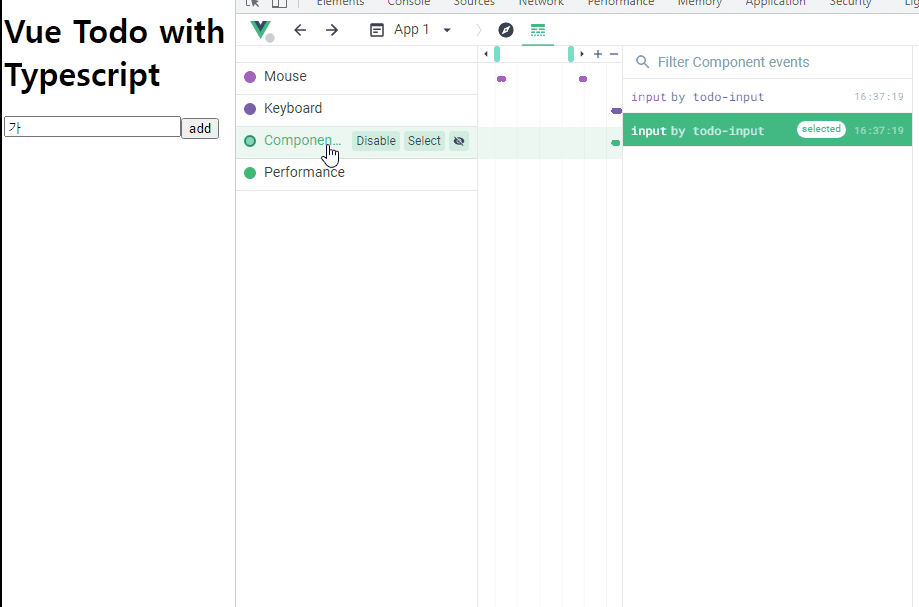 Vue Todo with
Typescript
가
add
Elements Console Sources Network Performance Memory Application Security
App 1
Mouse
Keyboard
Componen... Disable Select
Performance
Filter Component events
input by todo-input 16:37:19
input by todo-input selected 16:37:19